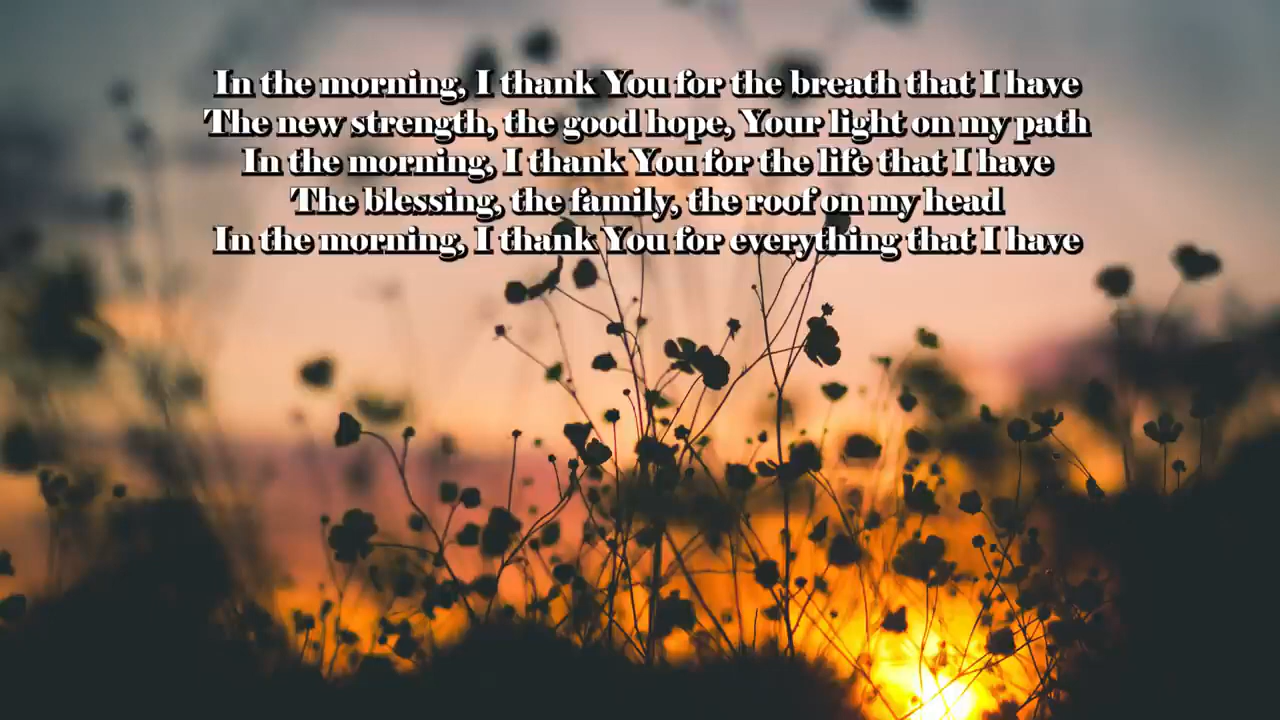 In the morning, I thank You for the breath that I have
The new strength, the good hope, Your light on my path
In the morning, I thank You for the life that I have
The blessing, the family, the roof on my head
In the morning, I thank You for everything that I have